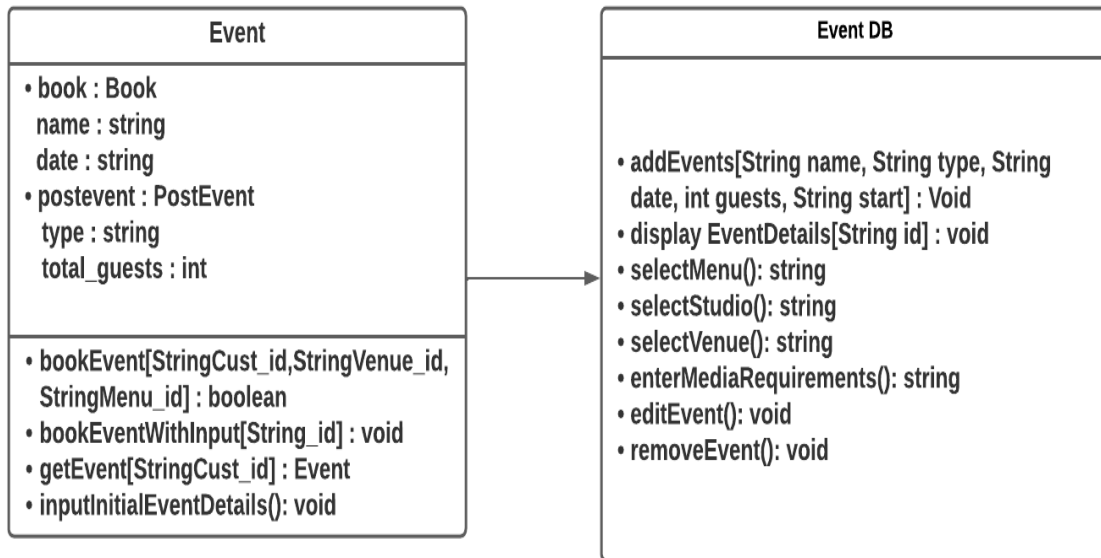 Event
• book : Book
name : string
date : string
• postevent : PostEvent
type : string
total_guests : int
• bookEvent[StringCust_id,StringVenue_id,
StringMenu_id] : boolean
• bookEventWithInput[String_id] : void
• getEvent[StringCust_id] : Event
• inputInitialEventDetails(): void
Event DB
• addEvents[String name, String type, String
date, int guests, String start] : Void
• display EventDetails[String id] : void
• selectMenu(): string
• selectStudio(): string
• selectVenue(): string
• enterMediaRequirements(): string
• editEvent(): void
• removeEvent(): void